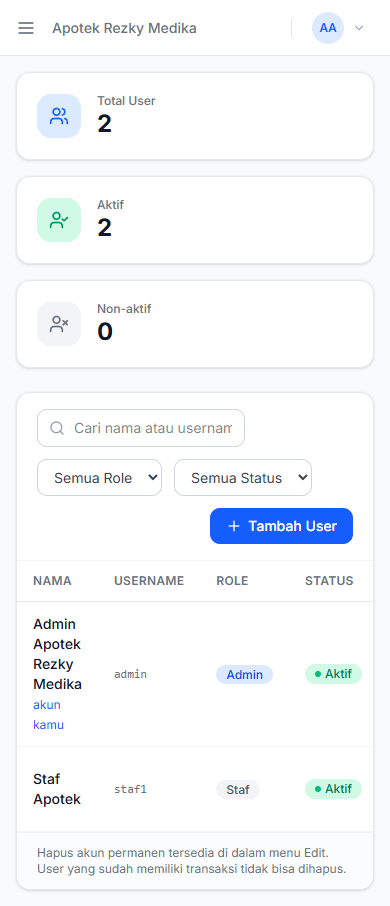 Apotek Rezky Medika
AA
Total User
2
Aktif
2
Non-aktif
0
Cari nama atau usernam
Semua Role
Semua Status
+ Tambah User
NAMA USERNAME ROLE STATUS
Admin
Apotek
Rezky
Medika
akun
kamu
admin
Admin
Aktif
Staf
Apotek
staf1
Staf
Aktif
Hapus akun permanen tersedia di dalam menu Edit.
User yang sudah memiliki transaksi tidak bisa dihapus.